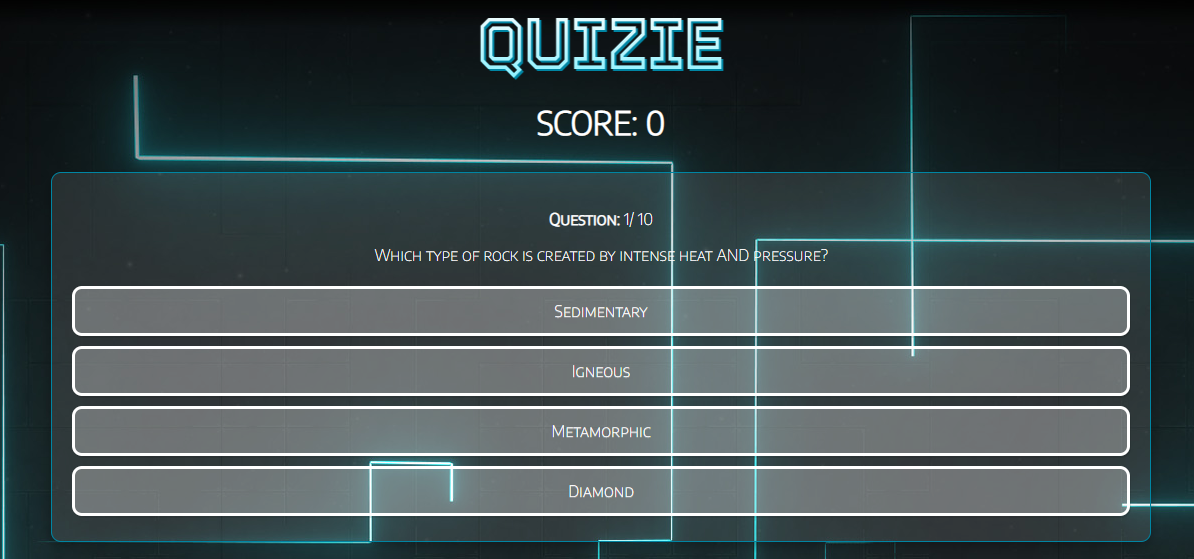 QUIZIE
SCORE: 0
Question: 1/ 10
Which type of rock is created by intense heat AND pressure?
Sedimentary
Igneous
Metamorphic
Diamond